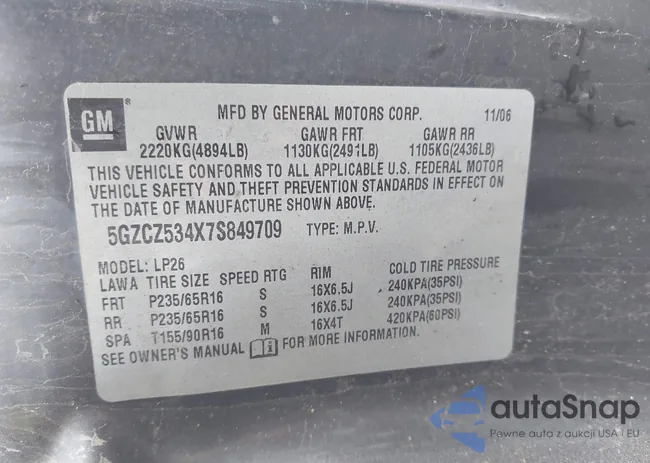 GM®
MFD BY GENERAL MOTORS CORP. 11/06
GVWR GAWR FRT GAWR RR
2220KG(4894LB) 1130KG(2491LB) 1105KG(2436LB)
THIS VEHICLE CONFORMS TO ALL APPLICABLE U.S. FEDERAL MOTOR
VEHICLE SAFETY AND THEFT PREVENTION STANDARDS IN EFFECT ON
THE DATE OF MANUFACTURE SHOWN ABOVE.
5GZCZ534X7S849709 TYPE: M.P.V.
MODEL: LP26
LAWA TIRE SIZE SPEED RTG RIM COLD TIRE PRESSURE
FRT P235/65R16 S 16X6.5J 240KPA(35PSI)
RR P235/65R16 S 16X6.5J 240KPA(35PSI)
SPA T155/90R16 M 16X4T 420KPA(60PSI)
SEE OWNER'S MANUAL FOR MORE INFORMATION.
autaSnap
Pewne auta z aukcji USA i EU